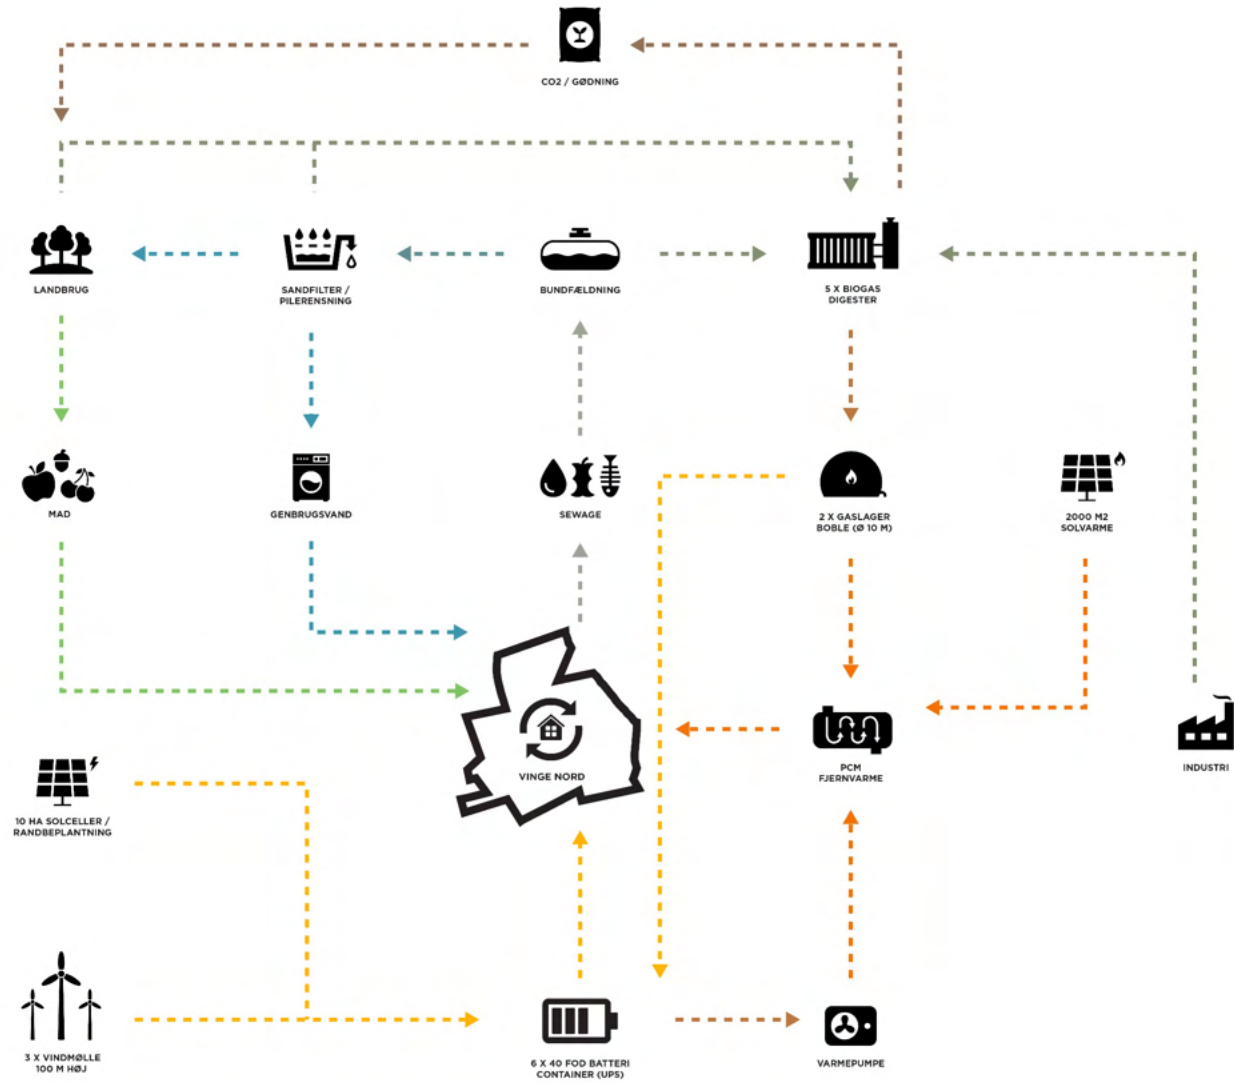 CO2 / GØDNING
LANDBRUG
SANDFILTER /
PILERENSNING
BUNDFÆLDNING
5 X BIOGAS
DIGESTER
MAD
GENBRUGSVAND
SEWAGE
2 X GASLAGER
BOBLE (Ø 10 M)
2000 M2
SOLVARME
VINGE NORD
PCM
FJERNVARME
INDUSTRI
10 HA SOLCELLER /
RANDBEPLANTNING
3 X VINDMØLLE
100 M HØJ
6 X 40 FOD BATTERI
CONTAINER (UPS)
VARMEPUMPE